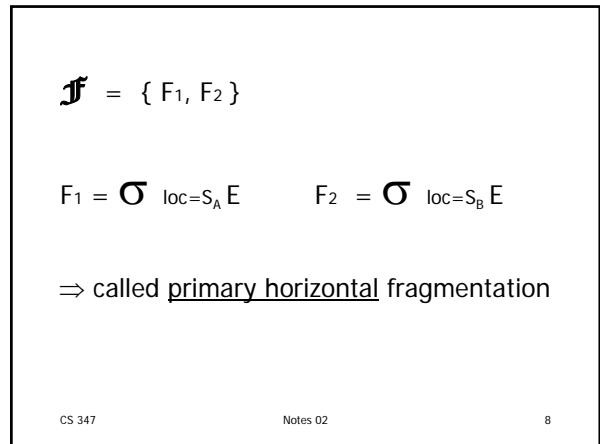 𝕱 = { F1, F2 }
F1 = σ loc=SA E F2 = σ loc=SB E
⇒ called primary horizontal fragmentation
CS 347 Notes 02 8